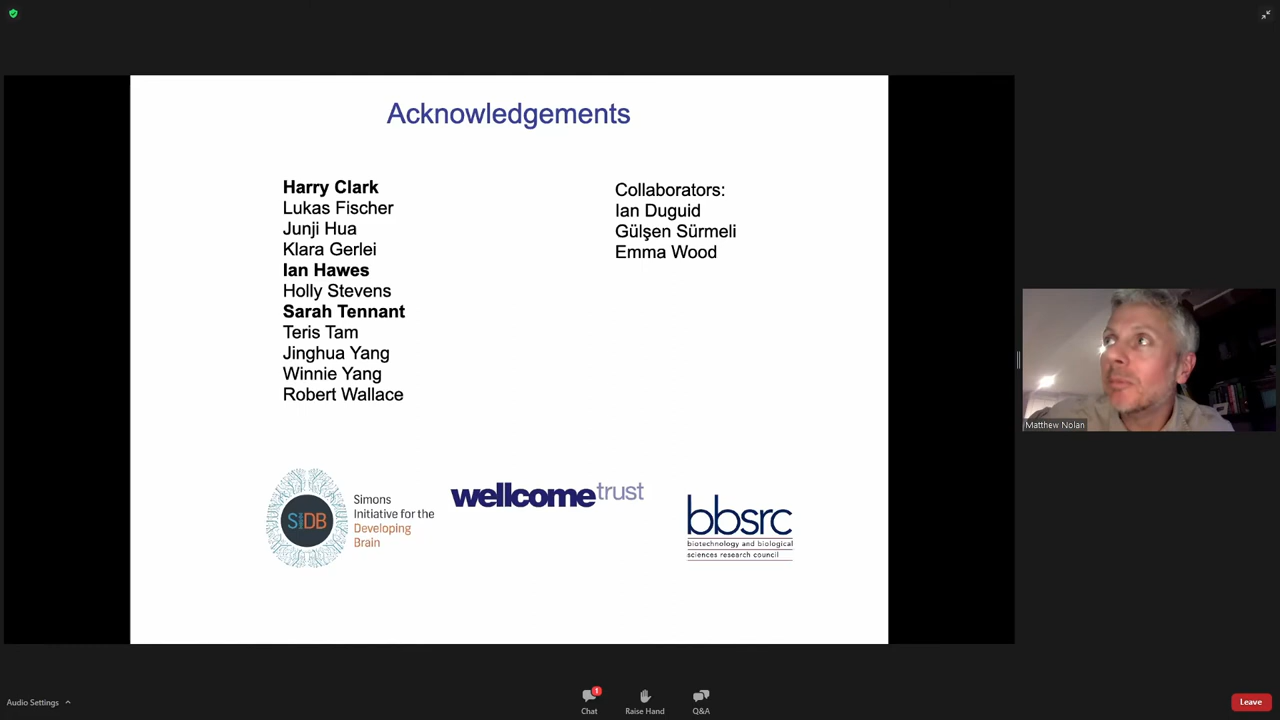 Acknowledgements
Harry Clark
Lukas Fischer
Junji Hua
Klara Gerlei
Ian Hawes
Holly Stevens
Sarah Tennant
Teris Tam
Jinghua Yang
Winnie Yang
Robert Wallace
Collaborators:
Ian Duguid
Gülşen Sürmeli
Emma Wood
SIDB
Simons
Initiative for the
Developing
Brain
wellcometrust
bbsrc
biotechnology and biological
sciences research council
Matthew Nolan
Audio Settings
1
Chat
Raise Hand
Q&A
Leave